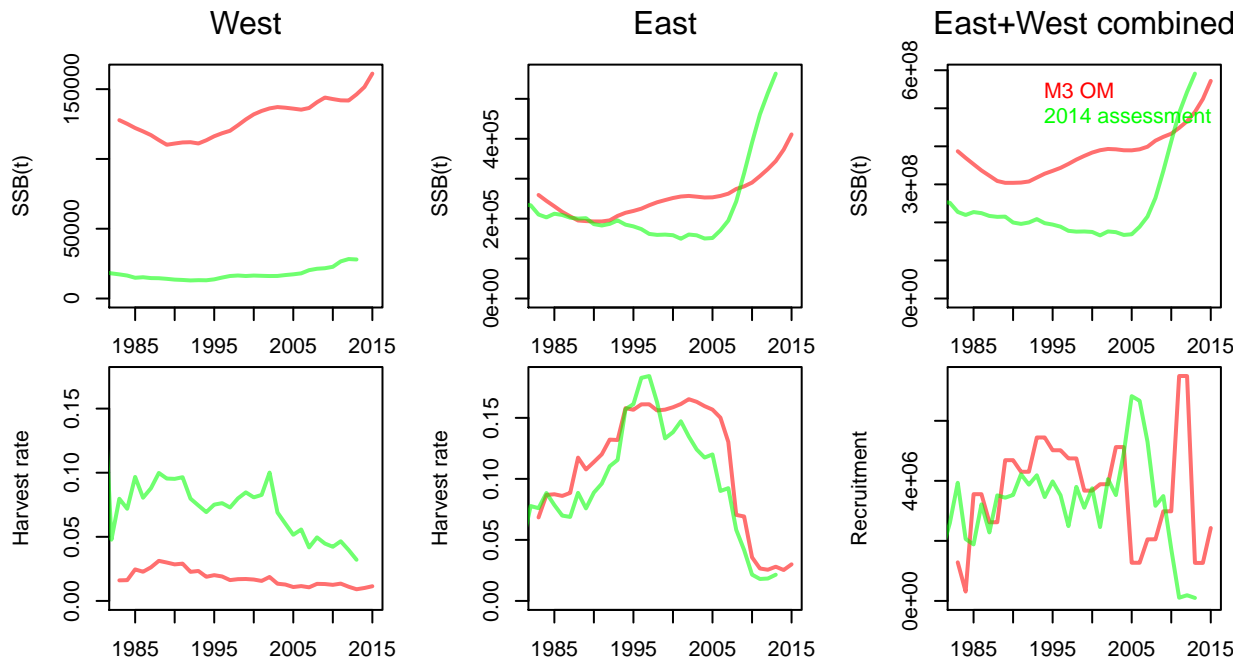 West
East
East+West combined
SSB(t)
0
50000
150000
1985
1995
2005
2015
SSB(t)
0e+00
2e+05
4e+05
1985
1995
2005
2015
SSB(t)
0e+00
3e+08
6e+08
M3 OM
2014 assessment
1985
1995
2005
2015
Harvest rate
0.00
0.05
0.10
0.15
1985
1995
2005
2015
Harvest rate
0.00
0.05
0.10
0.15
1985
1995
2005
2015
Recruitment
0e+00
4e+06
1985
1995
2005
2015